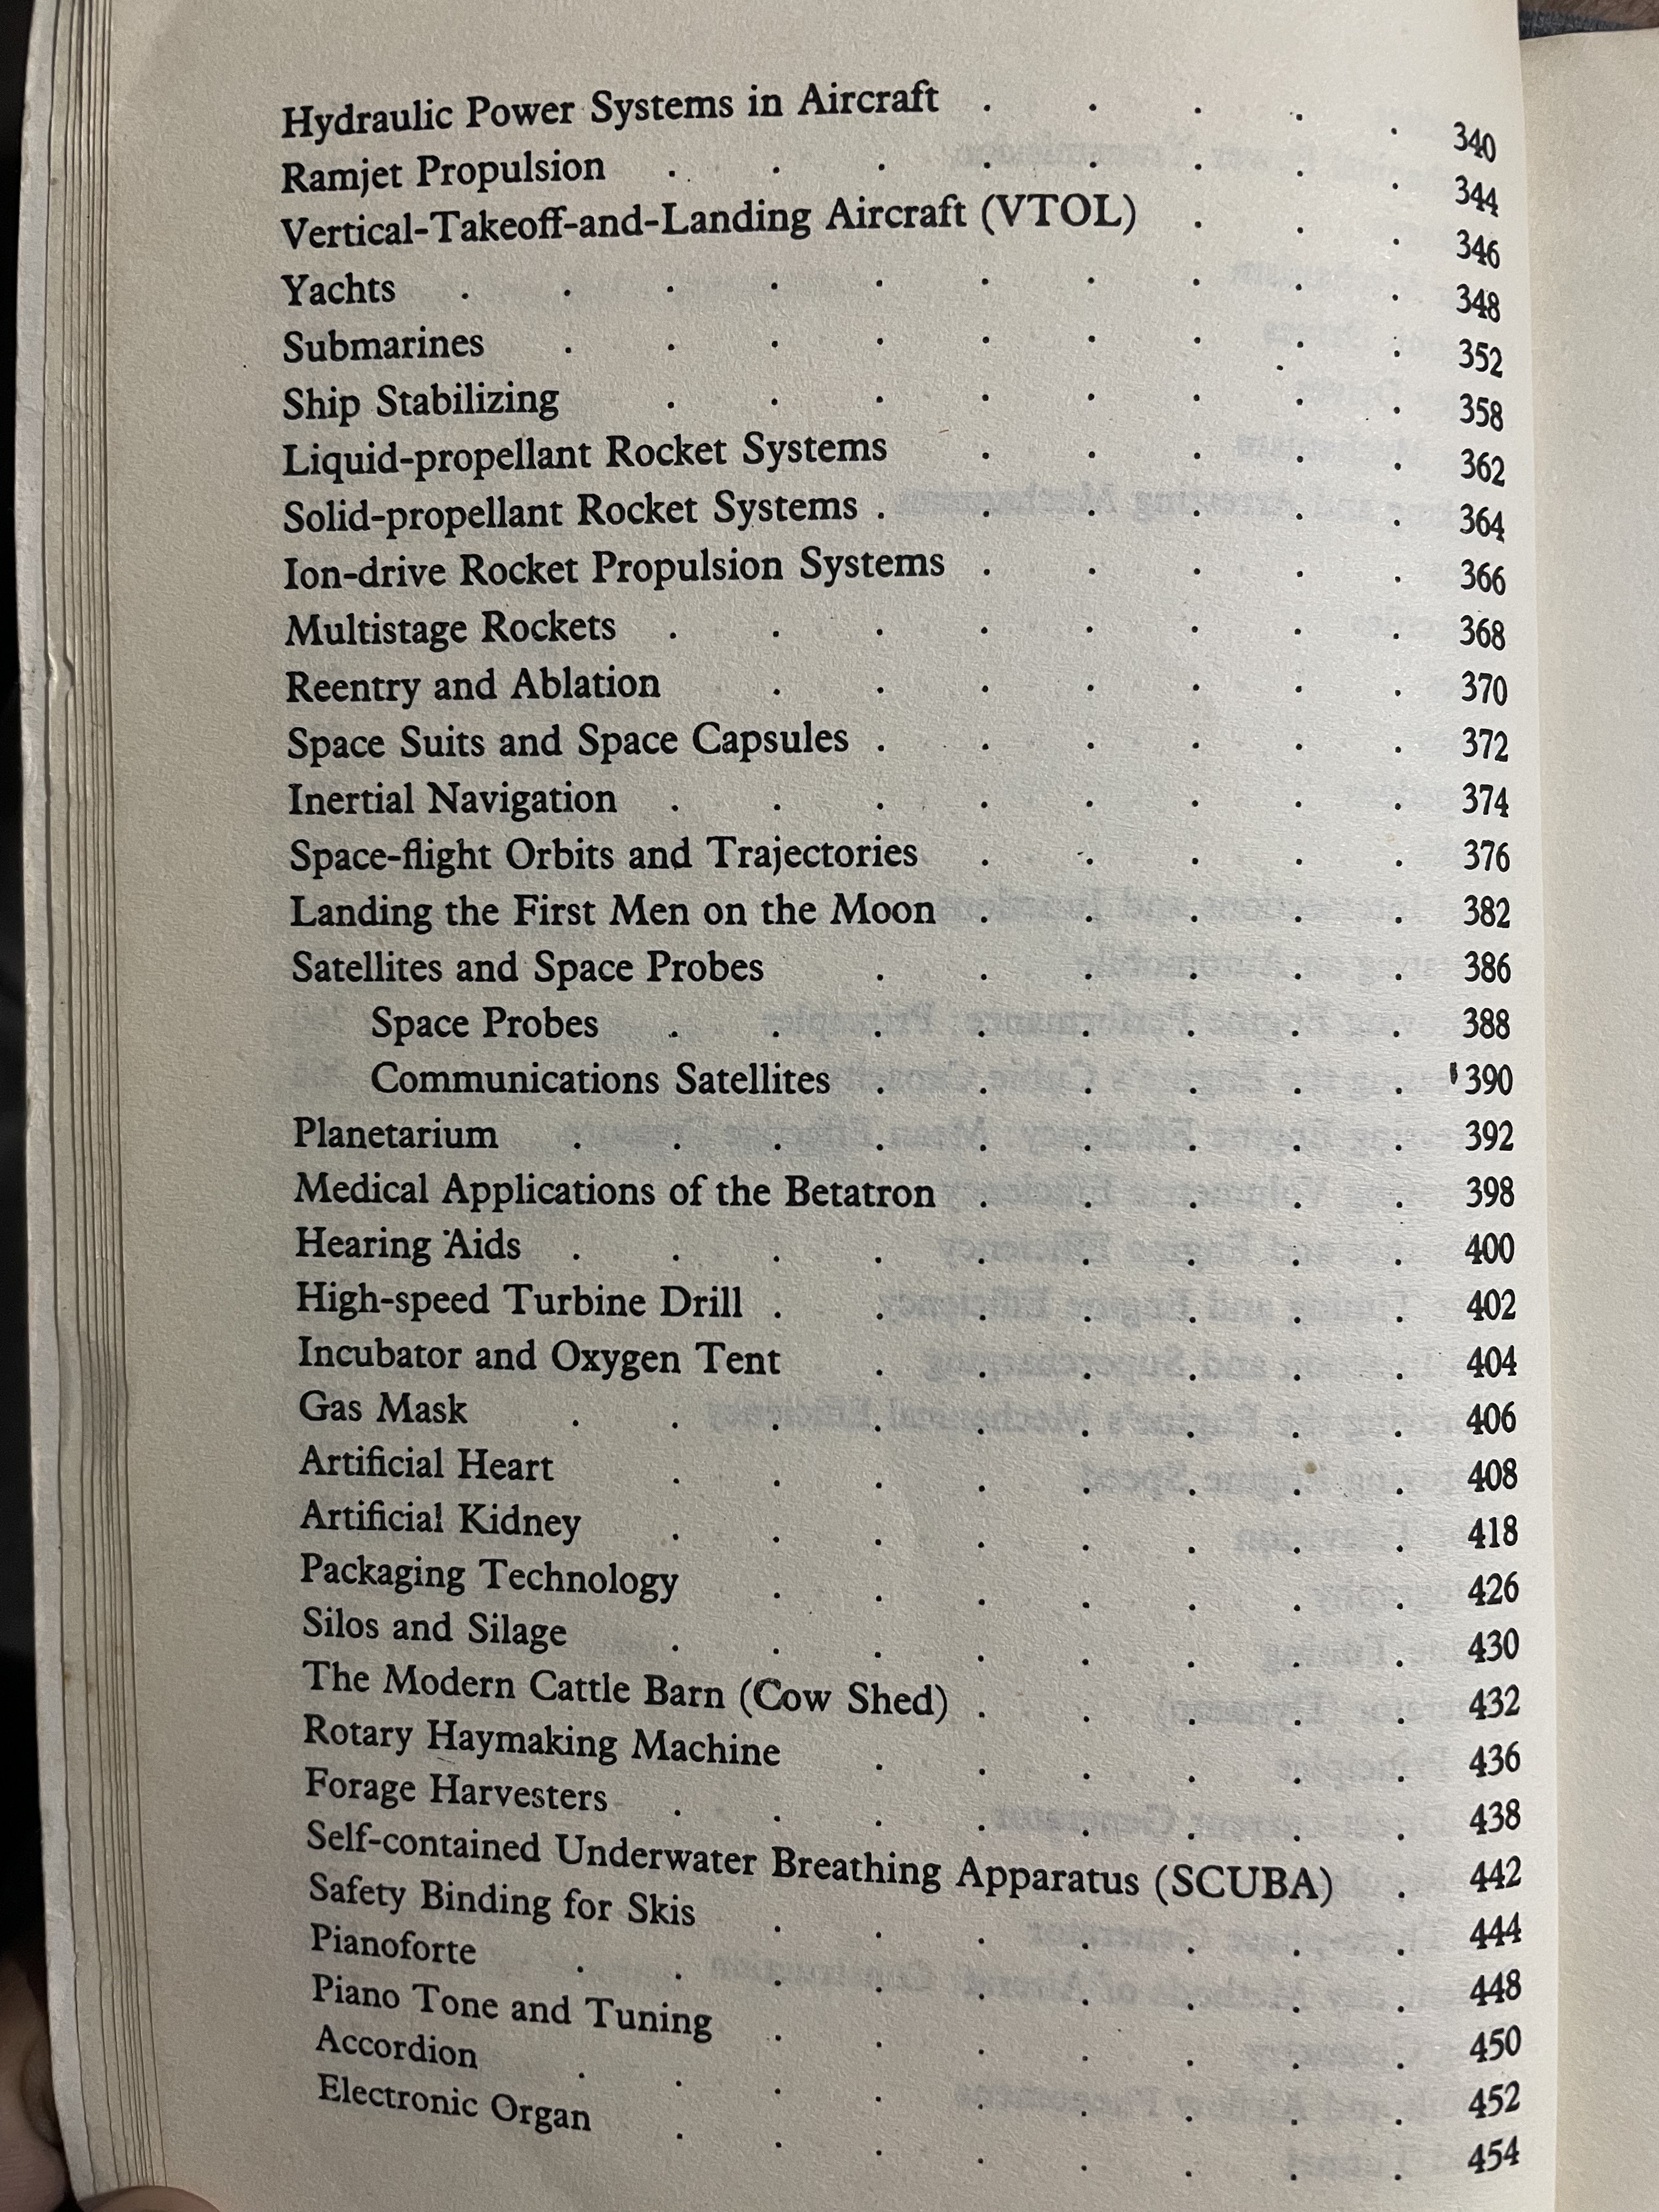 Hydraulic Power Systems in Aircraft . . . . . 340
Ramjet Propulsion . . . . . . . . 344
Vertical-Takeoff-and-Landing Aircraft (VTOL) . . . 346
Yachts . . . . . . . . . . 348
Submarines . . . . . . . . . 352
Ship Stabilizing . . . . . . . . 358
Liquid-propellant Rocket Systems . . . . . 362
Solid-propellant Rocket Systems . . . . . . 364
Ion-drive Rocket Propulsion Systems . . . . . 366
Multistage Rockets . . . . . . . . 368
Reentry and Ablation . . . . . . . 370
Space Suits and Space Capsules . . . . . . 372
Inertial Navigation . . . . . . . . 374
Space-flight Orbits and Trajectories . . . . . 376
Landing the First Men on the Moon . . . . . 382
Satellites and Space Probes . . . . . . 386
Space Probes . . . . . . . . 388
Communications Satellites . . . . . . 390
Planetarium . . . . . . . . . 392
Medical Applications of the Betatron . . . . . 398
Hearing Aids . . . . . . . . . 400
High-speed Turbine Drill . . . . . . . 402
Incubator and Oxygen Tent . . . . . . 404
Gas Mask . . . . . . . . . 406
Artificial Heart . . . . . . . . 408
Artificial Kidney . . . . . . . . 418
Packaging Technology . . . . . . . 426
Silos and Silage . . . . . . . . 430
The Modern Cattle Barn (Cow Shed) . . . . . 432
Rotary Haymaking Machine . . . . . . 436
Forage Harvesters . . . . . . . . 438
Self-contained Underwater Breathing Apparatus (SCUBA) . 442
Safety Binding for Skis . . . . . . . 444
Pianoforte . . . . . . . . . 448
Piano Tone and Tuning . . . . . . . 450
Accordion . . . . . . . . . 452
Electronic Organ . . . . . . . . 454